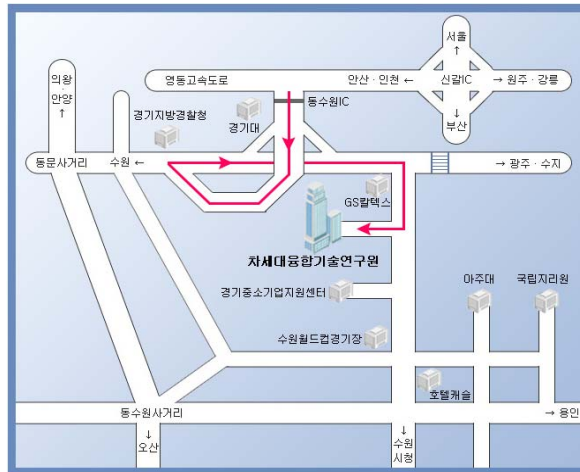 서울
↑
의왕
·
안양
↑
영동고속도로
안산 · 인천 ←
신갈IC
→ 원주 · 강릉
↓
부산
동수원IC
경기대
경기지방경찰청
동문사거리
수원 ←
→ 광주 · 수지
GS칼텍스
차세대융합기술연구원
경기중소기업지원센터
아주대
국립지리원
수원월드컵경기장
호텔캐슬
동수원사거리
→ 용인
↓
오산
↓
수원
시청